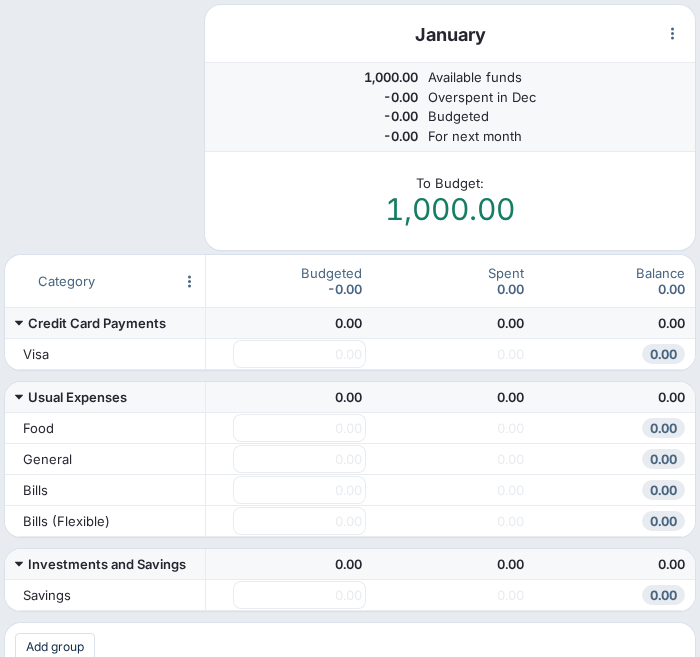 January
1,000.00 Available funds
-0.00 Overspent in Dec
-0.00 Budgeted
-0.00 For next month
To Budget:
1,000.00
Category Budgeted Spent Balance
-0.00 0.00 0.00
Credit Card Payments 0.00 0.00 0.00
Visa 0.00 0.00 0.00
Usual Expenses 0.00 0.00 0.00
Food 0.00 0.00 0.00
General 0.00 0.00 0.00
Bills 0.00 0.00 0.00
Bills (Flexible) 0.00 0.00 0.00
Investments and Savings 0.00 0.00 0.00
Savings 0.00 0.00 0.00
Add group